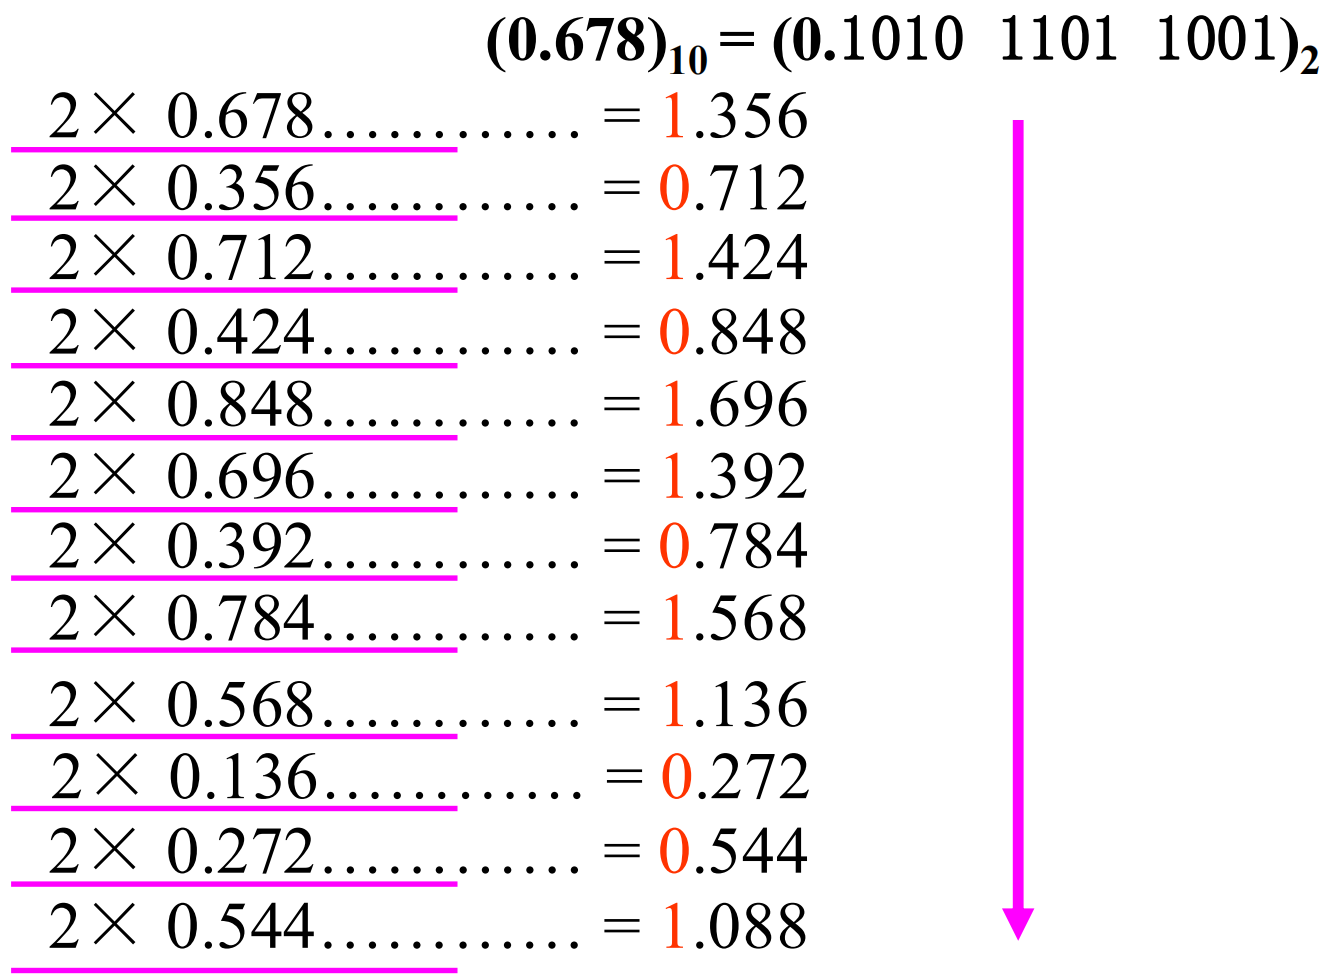 (0.678)₁₀ = (0.1010 1101 1001)₂
2× 0.678............ = 1.356
2× 0.356............ = 0.712
2× 0.712............ = 1.424
2× 0.424............ = 0.848
2× 0.848............ = 1.696
2× 0.696............ = 1.392
2× 0.392............ = 0.784
2× 0.784............ = 1.568
2× 0.568............ = 1.136
2× 0.136............ = 0.272
2× 0.272............ = 0.544
2× 0.544............ = 1.088